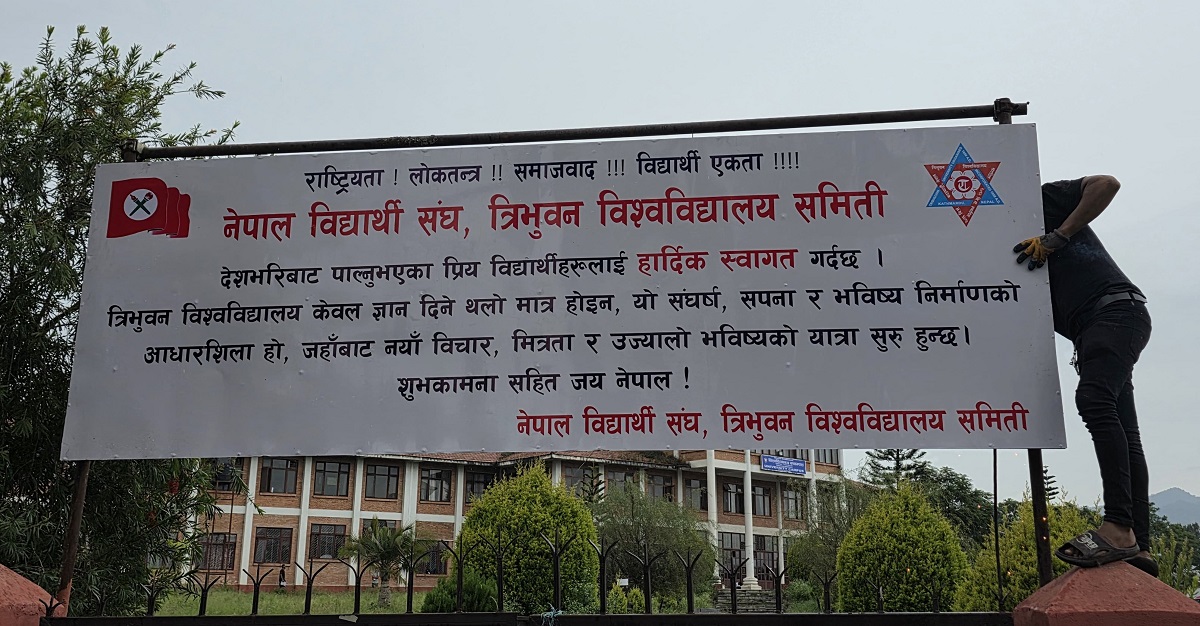 राष्ट्रियता ! लोकतन्त्र !! समाजवाद !!! विद्यार्थी एकता !!!!
नेपाल विद्यार्थी संघ, त्रिभुवन विश्वविद्यालय समिती
देशभरिबाट पाल्नुभएका प्रिय विद्यार्थीहरूलाई हार्दिक स्वागत गर्दछ ।
त्रिभुवन विश्वविद्यालय केवल ज्ञान दिने थलो मात्र होइन, यो संघर्ष, सपना र भविष्य निर्माणको
आधारशिला हो, जहाँबाट नयाँ विचार, मित्रता र उज्यालो भविष्यको यात्रा सुरु हुन्छ।
शुभकामना सहित जय नेपाल !
नेपाल विद्यार्थी संघ, त्रिभुवन विश्वविद्यालय समिती